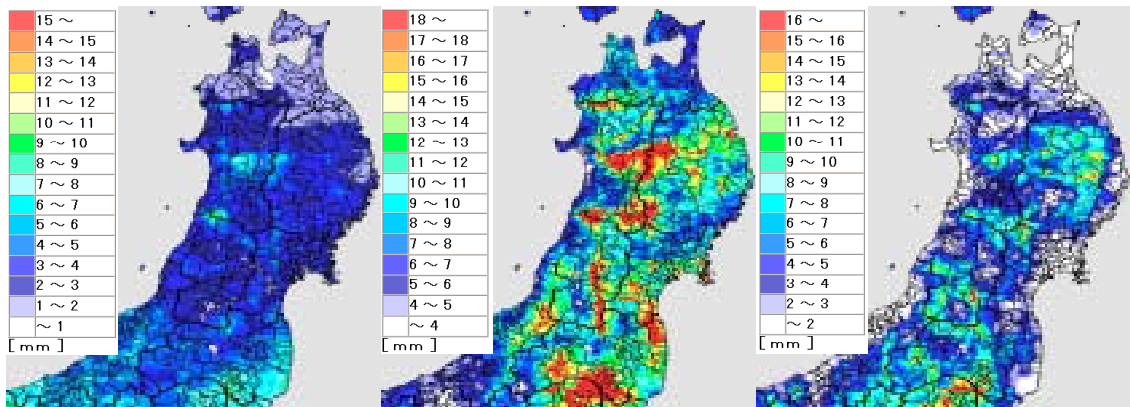 15 ～
14 ～ 15
13 ～ 14
12 ～ 13
11 ～ 12
10 ～ 11
9 ～ 10
8 ～ 9
7 ～ 8
6 ～ 7
5 ～ 6
4 ～ 5
3 ～ 4
2 ～ 3
1 ～ 2
～ 1
[ mm ]
18 ～
17 ～ 18
16 ～ 17
15 ～ 16
14 ～ 15
13 ～ 14
12 ～ 13
11 ～ 12
10 ～ 11
9 ～ 10
8 ～ 9
7 ～ 8
6 ～ 7
5 ～ 6
4 ～ 5
～ 4
[ mm ]
16 ～
15 ～ 16
14 ～ 15
13 ～ 14
12 ～ 13
11 ～ 12
10 ～ 11
9 ～ 10
8 ～ 9
7 ～ 8
6 ～ 7
5 ～ 6
4 ～ 5
3 ～ 4
2 ～ 3
～ 2
[ mm ]